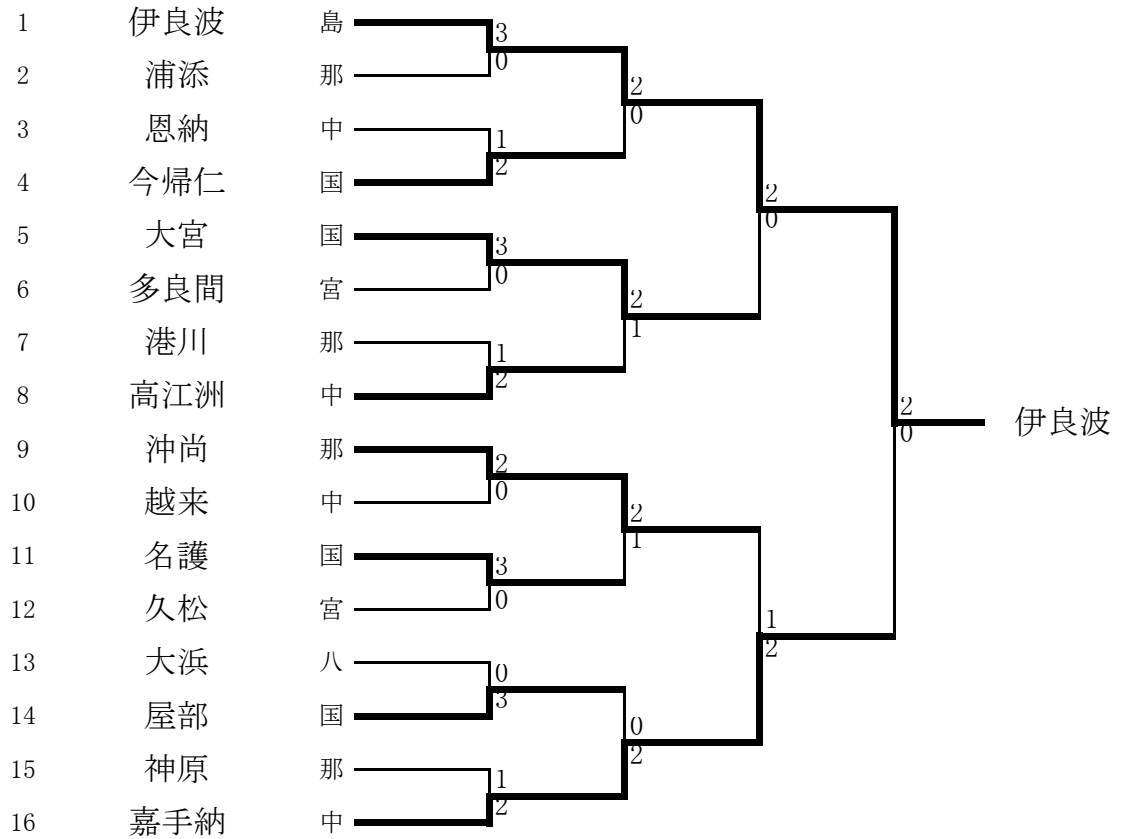 1 伊良波 島
3
0
2 浦添 那
2
0
3 恩納 中
1
2
4 今帰仁 国
2
0
5 大宮 国
3
0
6 多良間 宮
2
1
7 港川 那
1
2
8 高江洲 中
2
0
伊良波
9 沖尚 那
2
0
10 越来 中
2
1
11 名護 国
3
0
12 久松 宮
1
2
13 大浜 八
0
3
14 屋部 国
0
2
15 神原 那
1
2
16 嘉手納 中